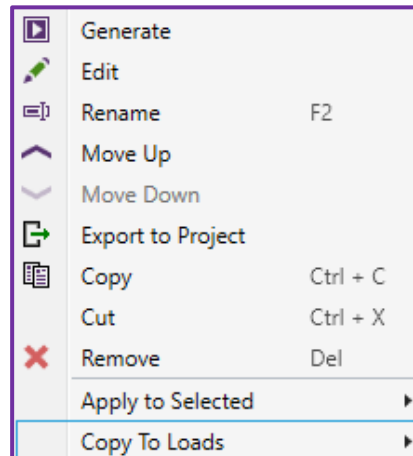 Generate
Edit
Rename F2
Move Up
Move Down
Export to Project
Copy Ctrl + C
Cut Ctrl + X
Remove Del
Apply to Selected
Copy To Loads